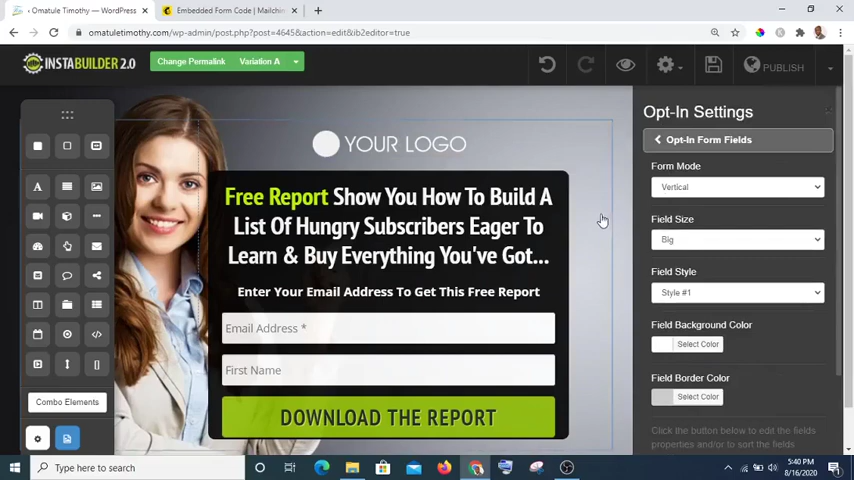 ‹ Omatule Timothy — WordPress
Embedded Form Code | Mailchim
omatuletimothy.com/wp-admin/post.php?post=4645&action=edit&ib2editor=true
INSTABUILDER 2.0
Change Permalink
Variation A
PUBLISH
Opt-In Settings
Opt-In Form Fields
Form Mode
Vertical
Field Size
Big
Field Style
Style #1
Field Background Color
Select Color
Field Border Color
Select Color
Click the button below to edit the fields
properties and/or to sort the fields
YOUR LOGO
Free Report Show You How To Build A
List Of Hungry Subscribers Eager To
Learn & Buy Everything You've Got...
Enter Your Email Address To Get This Free Report
Email Address *
First Name
DOWNLOAD THE REPORT
Combo Elements
Type here to search
5:40 PM
8/16/2020